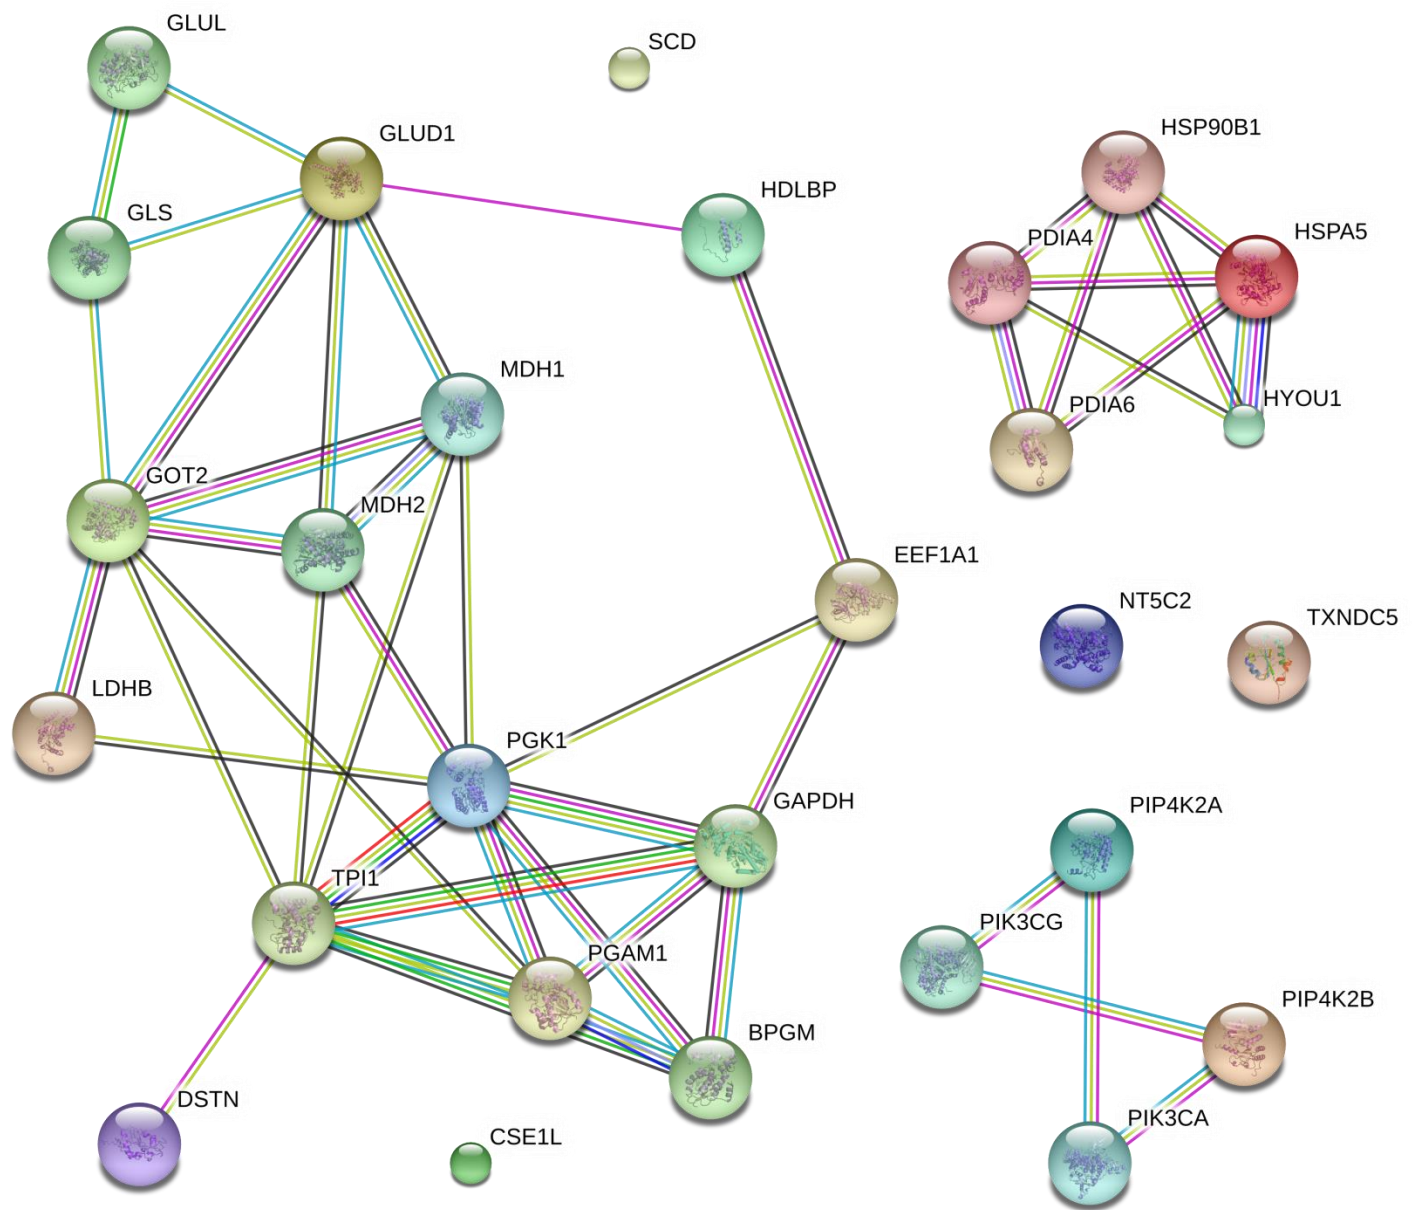 GLUL
SCD
GLUD1
HSP90B1
HDLBP
GLS
HSPA5
PDIA4
MDH1
HYOU1
PDIA6
GOT2
MDH2
EEF1A1
NT5C2
TXNDC5
LDHB
PGK1
GAPDH
PIP4K2A
TPI1
PIK3CG
PGAM1
PIP4K2B
BPGM
DSTN
PIK3CA
CSE1L